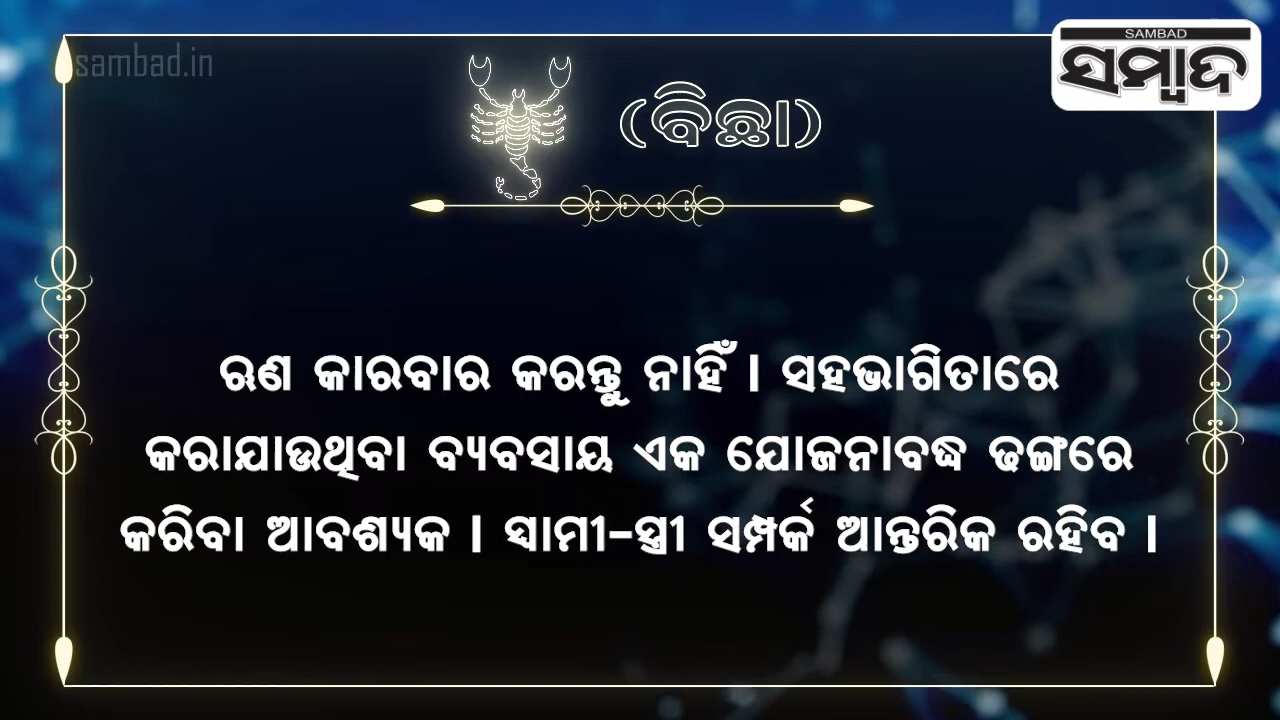 sambad.in
SAMBAD
ସମ୍ବାଦ
(ବିଛା)
ଋଣ କାରବାର କରନ୍ତୁ ନାହିଁ । ସହଭାଗିତାରେ
କରାଯାଉଥିବା ବ୍ୟବସାୟ ଏକ ଯୋଜନାବଦ୍ଧ ଢଙ୍ଗରେ
କରିବା ଆବଶ୍ୟକ । ସ୍ୱାମୀ-ସ୍ତ୍ରୀ ସମ୍ପର୍କ ଆନ୍ତରିକ ରହିବ ।